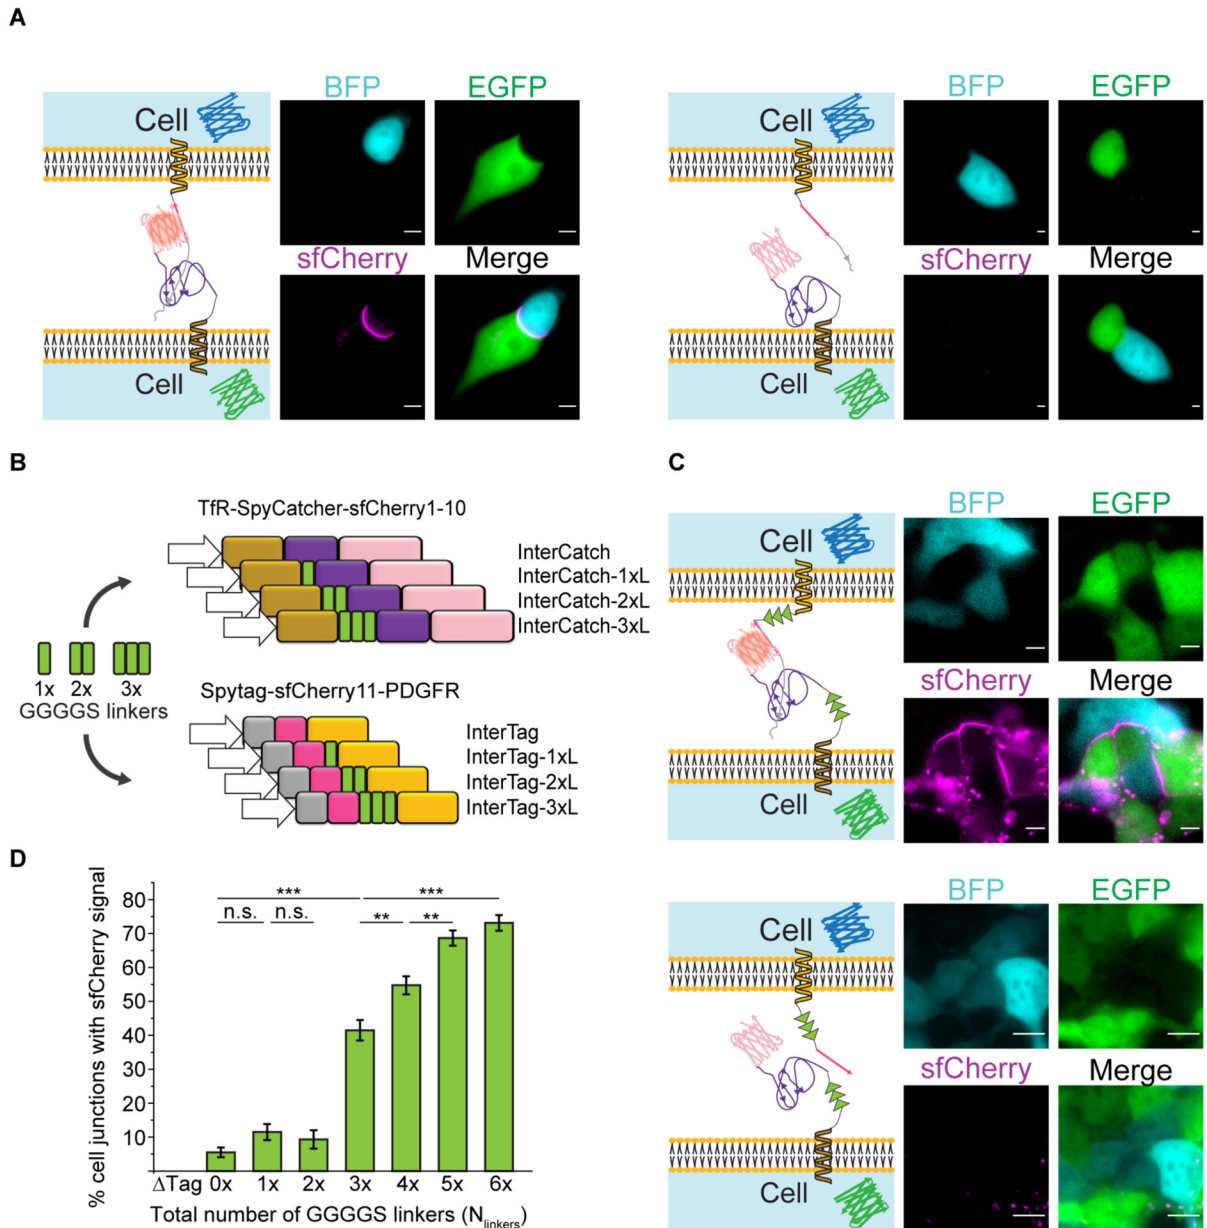 A
BFP
EGFP
Cell
sfCherry
Merge
Cell
BFP
EGFP
Cell
sfCherry
Merge
Cell
B
TfR-SpyCatcher-sfCherry1-10
InterCatch
InterCatch-1xL
InterCatch-2xL
InterCatch-3xL
1x 2x 3x
GGGGS linkers
Spytag-sfCherry11-PDGFR
InterTag
InterTag-1xL
InterTag-2xL
InterTag-3xL
C
BFP
EGFP
Cell
sfCherry
Merge
Cell
BFP
EGFP
Cell
sfCherry
Merge
Cell
D
% cell junctions with sfCherry signal
80
70
60
50
40
30
20
10
*** ***
n.s. n.s. ** **
ΔTag 0x 1x 2x 3x 4x 5x 6x
Total number of GGGGS linkers (Nlinkers)